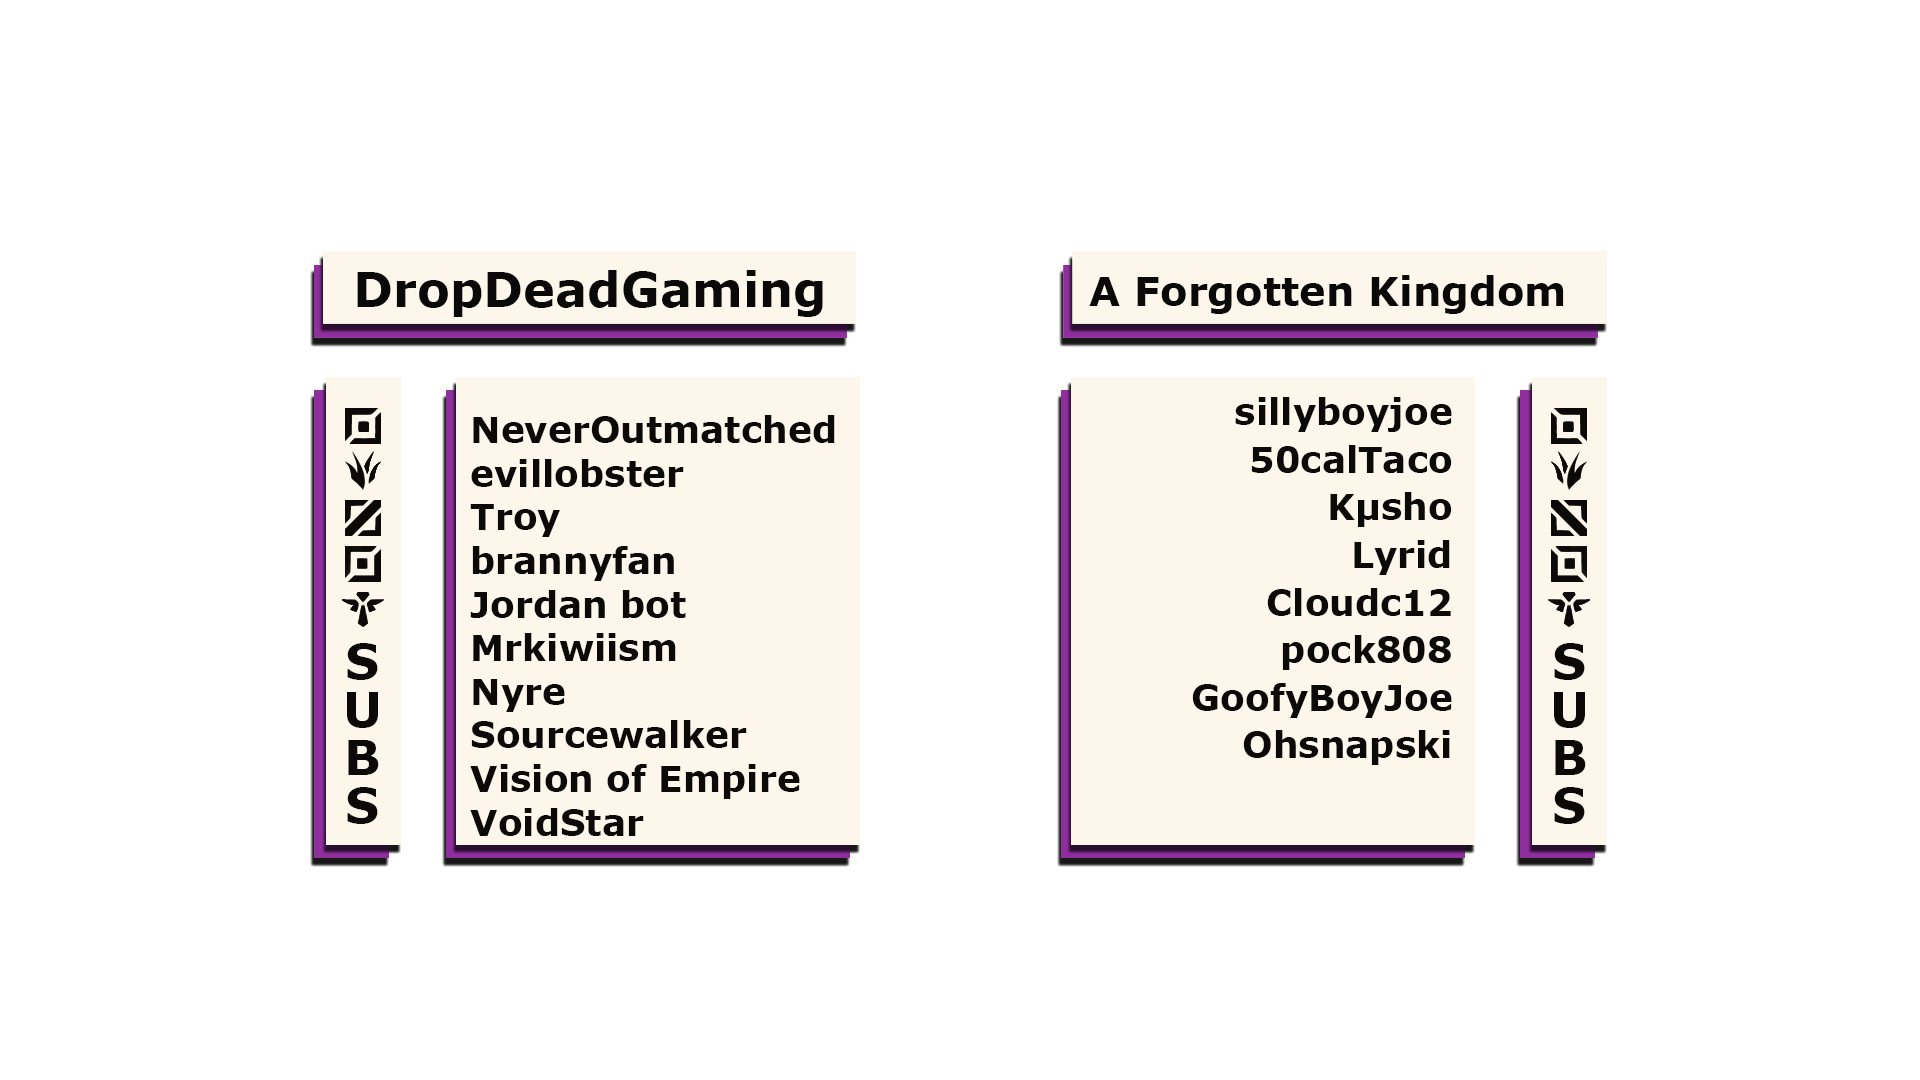 DropDeadGaming
A Forgotten Kingdom
S
U
B
S
NeverOutmatched
evillobster
Troy
brannyfan
Jordan bot
Mrkiwiism
Nyre
Sourcewalker
Vision of Empire
VoidStar
sillyboyjoe
50calTaco
Kµsho
Lyrid
Cloudc12
pock808
GoofyBoyJoe
Ohsnapski
S
U
B
S